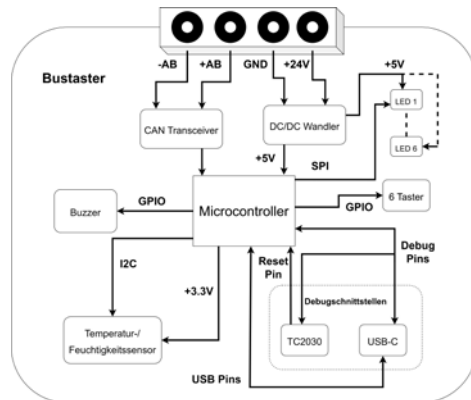 -AB
+AB
GND
+24V
+5V
Bustaster
CAN Transceiver
DC/DC Wandler
LED 1
LED 6
+5V
SPI
GPIO
Microcontroller
GPIO
6 Taster
Buzzer
I2C
+3.3V
Reset
Pin
Debug
Pins
Debugschnittstellen
Temperatur-/
Feuchtigkeitssensor
TC2030
USB-C
USB Pins